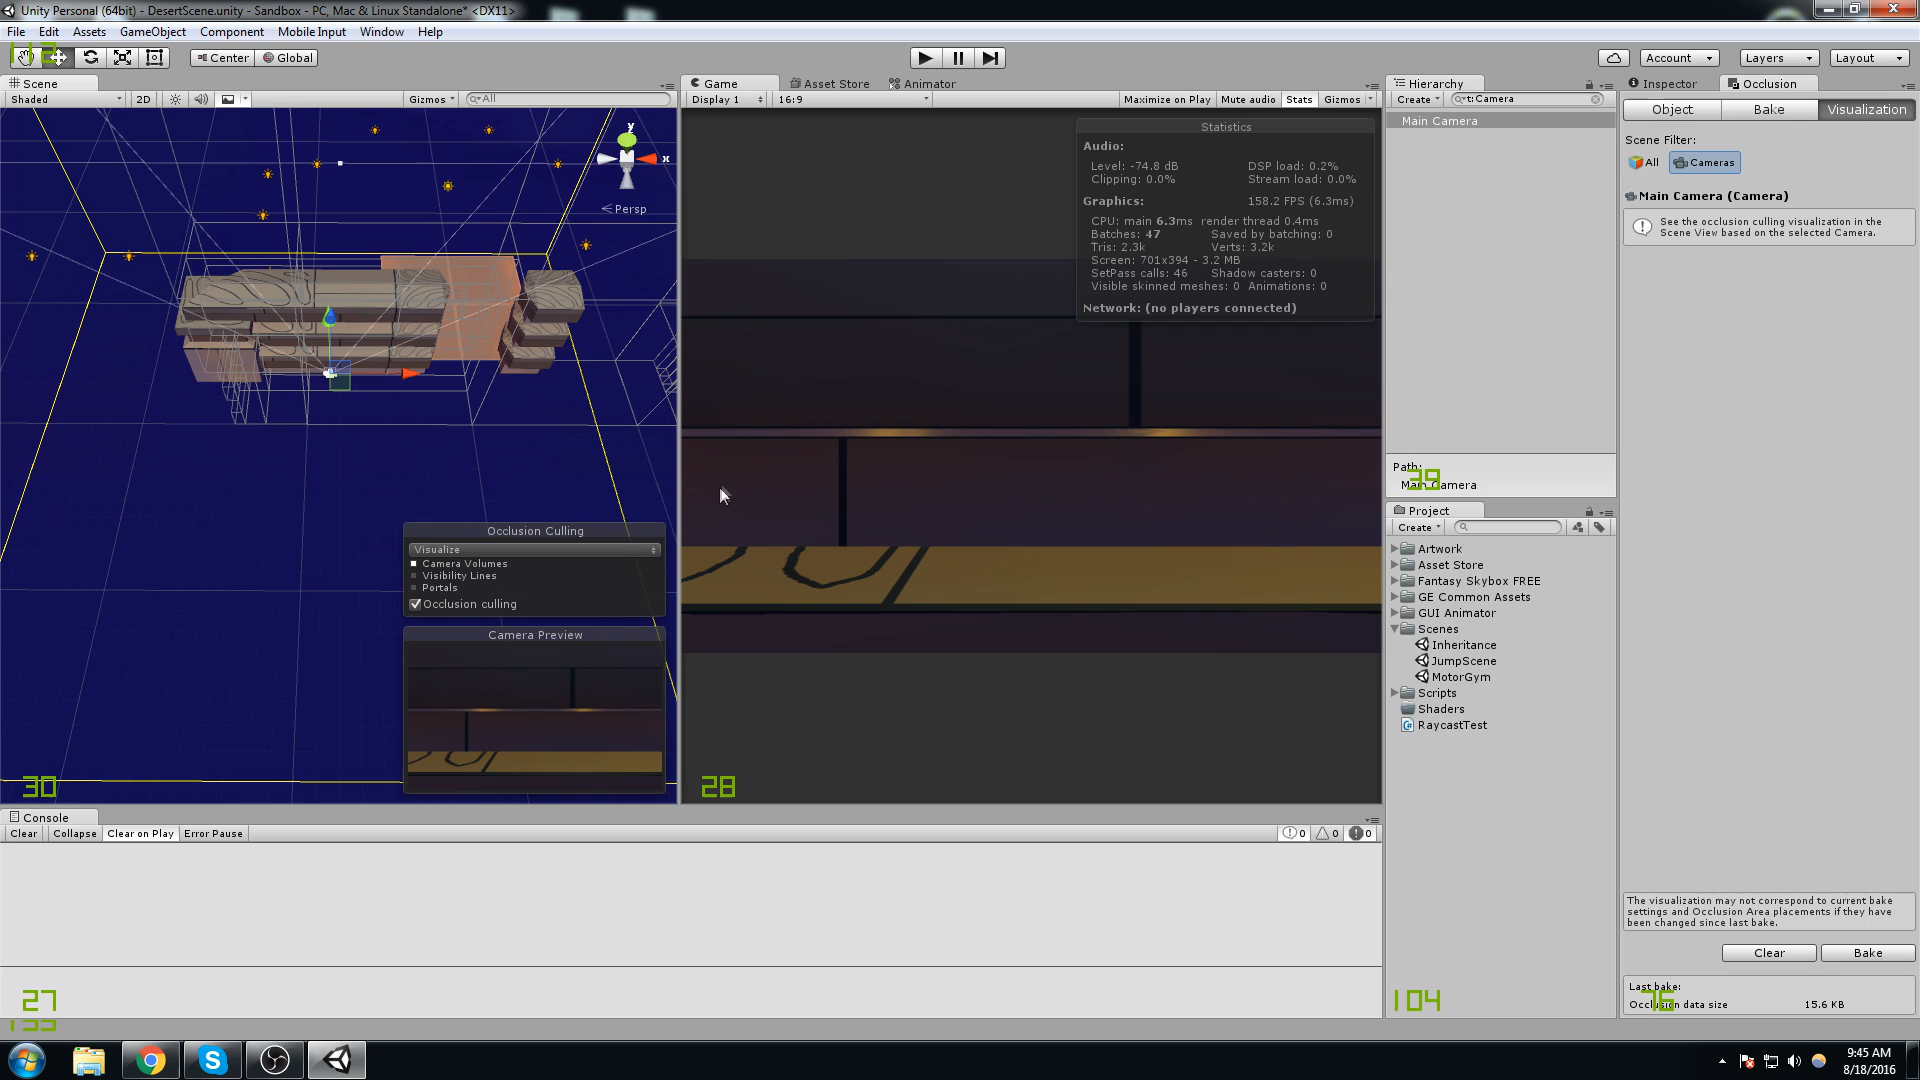 Unity Personal (64bit) - DesertScene.unity - Sandbox - PC, Mac & Linux Standalone* <DX11>
File Edit Assets GameObject Component Mobile Input Window Help
Center Global Account Layers Layout
Scene
Shaded 2D Gizmos All
y
x
Persp
Occlusion Culling
Visualize
Camera Volumes
Visibility Lines
Portals
Occlusion culling
Camera Preview
30
Game Asset Store Animator
Display 1 16:9 Maximize on Play Mute audio Stats Gizmos
Statistics
Audio:
Level: -74.8 dB DSP load: 0.2%
Clipping: 0.0% Stream load: 0.0%
Graphics: 158.2 FPS (6.3ms)
CPU: main 6.3ms render thread 0.4ms
Batches: 47 Saved by batching: 0
Tris: 2.3k Verts: 3.2k
Screen: 701x394 - 3.2 MB
SetPass calls: 46 Shadow casters: 0
Visible skinned meshes: 0 Animations: 0
Network: (no players connected)
28
Hierarchy
Create t:Camera
Main Camera
Path:
Main Camera
39
Project
Create
Artwork
Asset Store
Fantasy Skybox FREE
GE Common Assets
GUI Animator
Scenes
Inheritance
JumpScene
MotorGym
Scripts
Shaders
RaycastTest
104
Inspector Occlusion
Object Bake Visualization
Scene Filter:
All Cameras
Main Camera (Camera)
See the occlusion culling visualization in the
Scene View based on the selected Camera.
The visualization may not correspond to current bake
settings and Occlusion Area placements if they have
been changed since last bake.
Clear Bake
Last bake:
Occlusion data size 15.6 KB
76
Console
Clear Collapse Clear on Play Error Pause 0 0 0
27
9:45 AM
8/18/2016